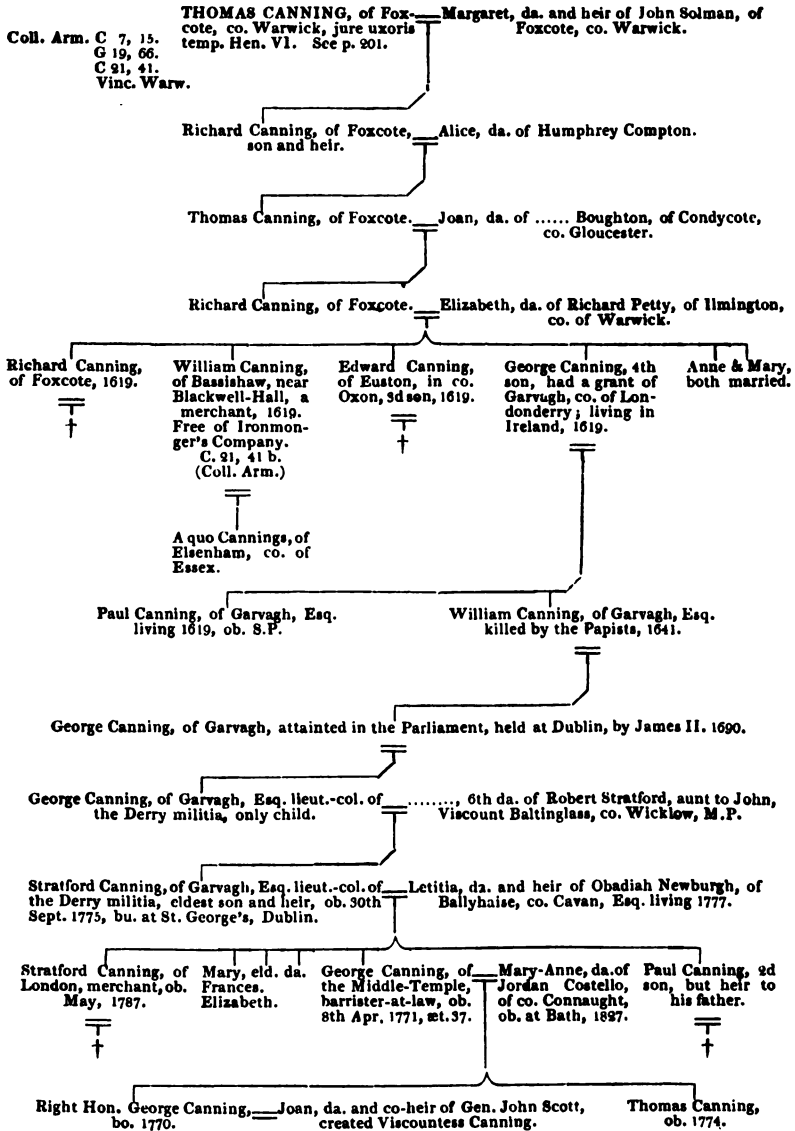 Coll. Arm. C 7, 15.
G 19, 66.
C 21, 41.
Vinc. Warw.
THOMAS CANNING, of Fox-
cote, co. Warwick, jure uxoris
temp. Hen. VI. See p. 201.
Margaret, da. and heir of John Solman, of
Foxcote, co. Warwick.
Richard Canning, of Foxcote,
son and heir.
Alice, da. of Humphrey Compton.
Thomas Canning, of Foxcote.
Joan, da. of ...... Boughton, of Condycote,
co. Gloucester.
Richard Canning, of Foxcote.
Elizabeth, da. of Richard Petty, of Ilmington,
co. of Warwick.
Richard Canning,
of Foxcote, 1619.
†
William Canning,
of Bassishaw, near
Blackwell-Hall, a
merchant, 1619.
Free of Ironmon-
ger's Company.
C. 21, 41 b.
(Coll. Arm.)
A quo Cannings, of
Elsenham, co. of
Essex.
Edward Canning,
of Euston, in co.
Oxon, 3d son, 1619.
†
George Canning, 4th
son, had a grant of
Garvugh, co. of Lon-
donderry; living in
Ireland, 1619.
Anne & Mary,
both married.
Paul Canning, of Garvagh, Esq.
living 1619, ob. S.P.
William Canning, of Garvagh, Esq.
killed by the Papists, 1641.
George Canning, of Garvagh, attainted in the Parliament, held at Dublin, by James II. 1690.
George Canning, of Garvagh, Esq. lieut.-col. of
the Derry militia, only child.
........, 6th da. of Robert Stratford, aunt to John,
Viscount Baltinglass, co. Wicklow, M.P.
Stratford Canning, of Garvagh, Esq. lieut.-col. of
the Derry militia, eldest son and heir, ob. 30th
Sept. 1775, bu. at St. George's, Dublin.
Letitia, da. and heir of Obadiah Newburgh, of
Ballyhaise, co. Cavan, Esq. living 1777.
Stratford Canning, of
London, merchant, ob.
May, 1787.
†
Mary, eld. da.
Frances.
Elizabeth.
George Canning, of
the Middle-Temple,
barrister-at-law, ob.
8th Apr. 1771, æt. 37.
Mary-Anne, da. of
Jordan Costello,
of co. Connaught,
ob. at Bath, 1827.
Paul Canning, 2d
son, but heir to
his father.
†
Right Hon. George Canning,
bo. 1770.
Joan, da. and co-heir of Gen. John Scott,
created Viscountess Canning.
Thomas Canning,
ob. 1774.